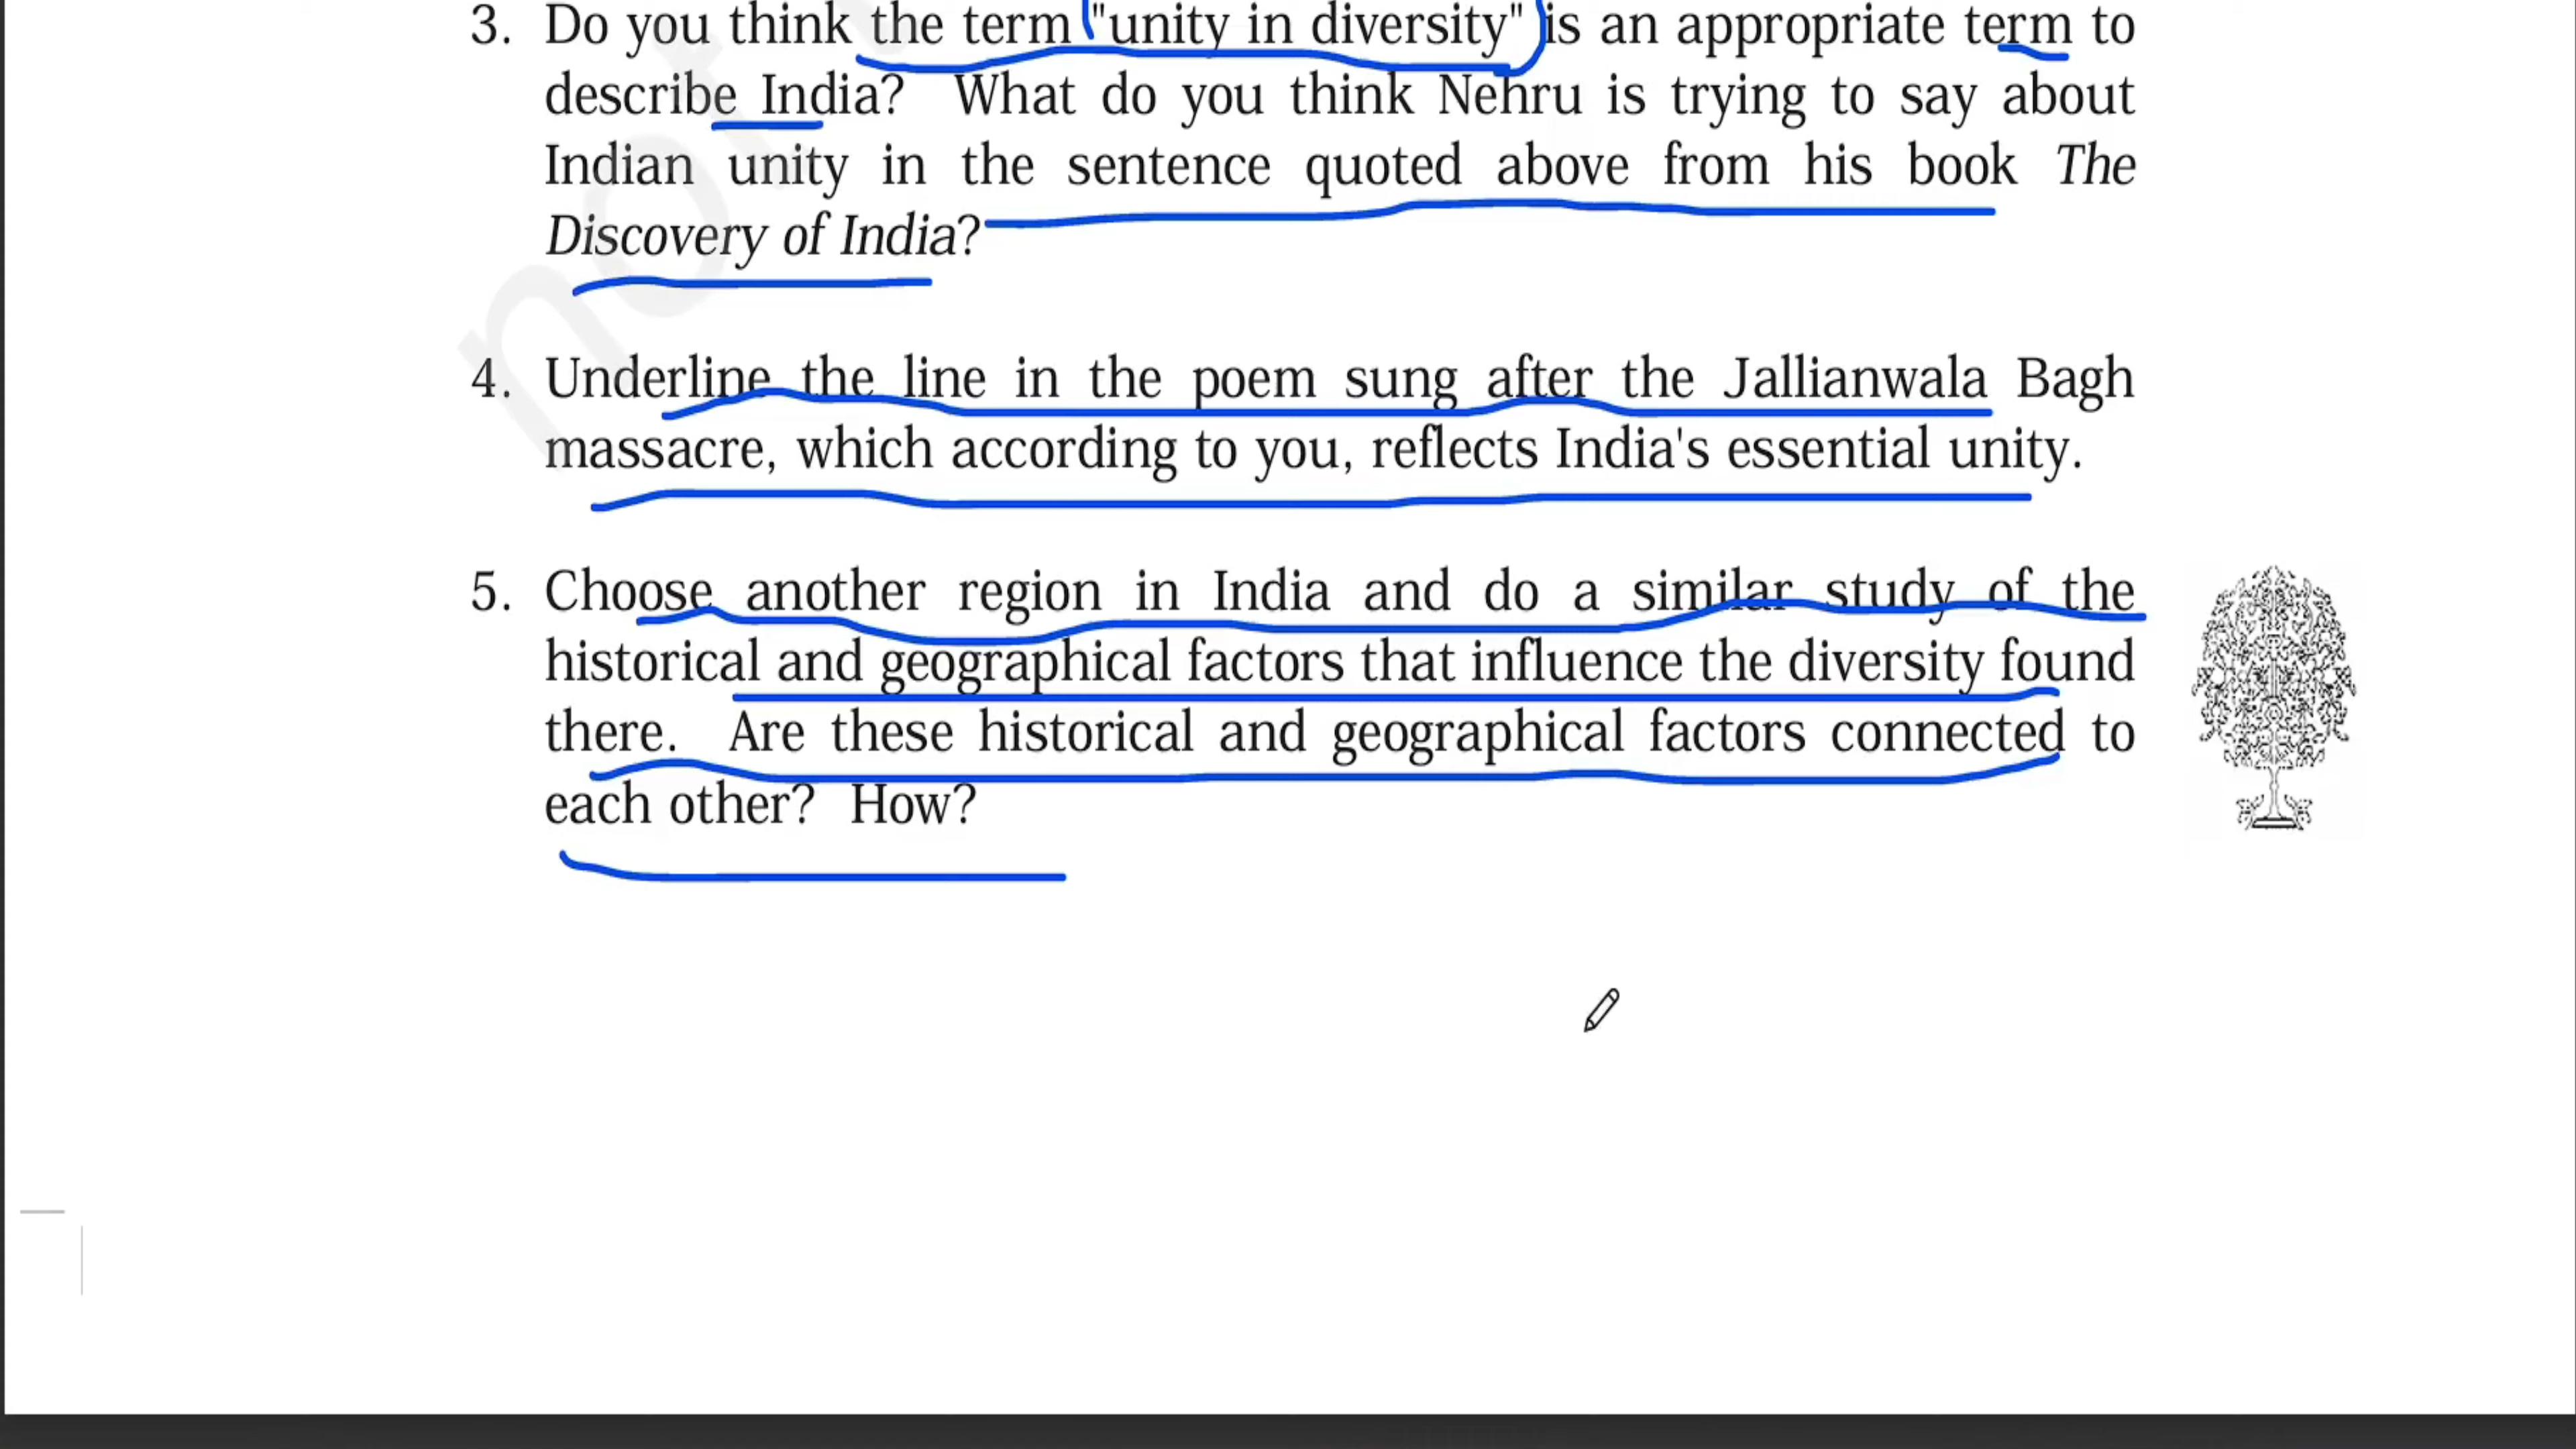 3. Do you think the term "unity in diversity" is an appropriate term to
describe India? What do you think Nehru is trying to say about
Indian unity in the sentence quoted above from his book The
Discovery of India?
4. Underline the line in the poem sung after the Jallianwala Bagh
massacre, which according to you, reflects India's essential unity.
5. Choose another region in India and do a similar study of the
historical and geographical factors that influence the diversity found
there. Are these historical and geographical factors connected to
each other? How?
not